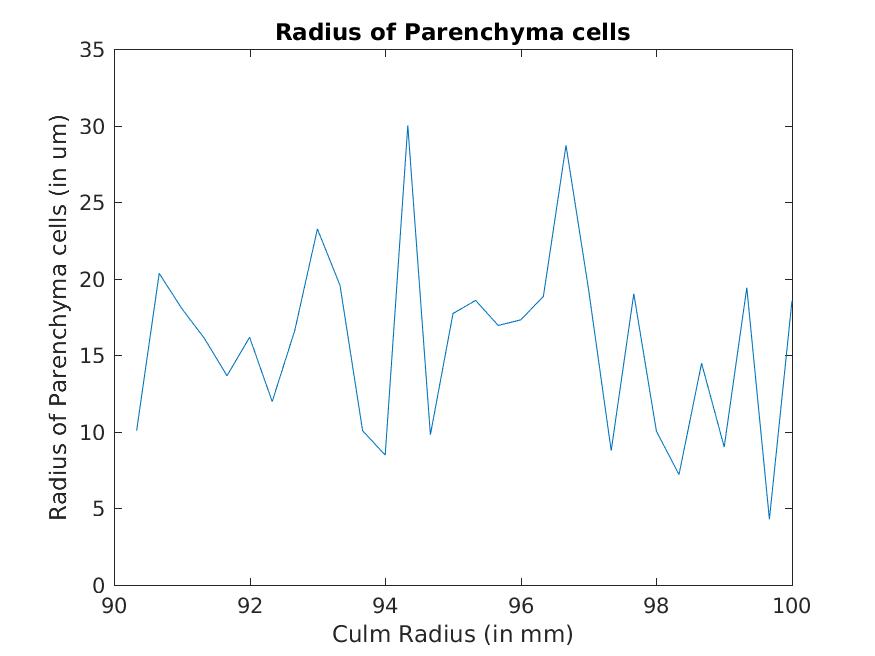 Radius of Parenchyma cells
35
30
25
20
15
10
5
0
Radius of Parenchyma cells (in um)
90 92 94 96 98 100
Culm Radius (in mm)